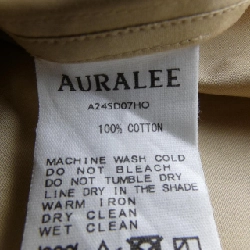 AURALEE
A24SD07HO
100% COTTON
MACHINE WASH COLD
DO NOT BLEACH
DO NOT TUMBLE DRY
LINE DRY IN THE SHADE
WARM IRON
DRY CLEAN
WET CLEAN